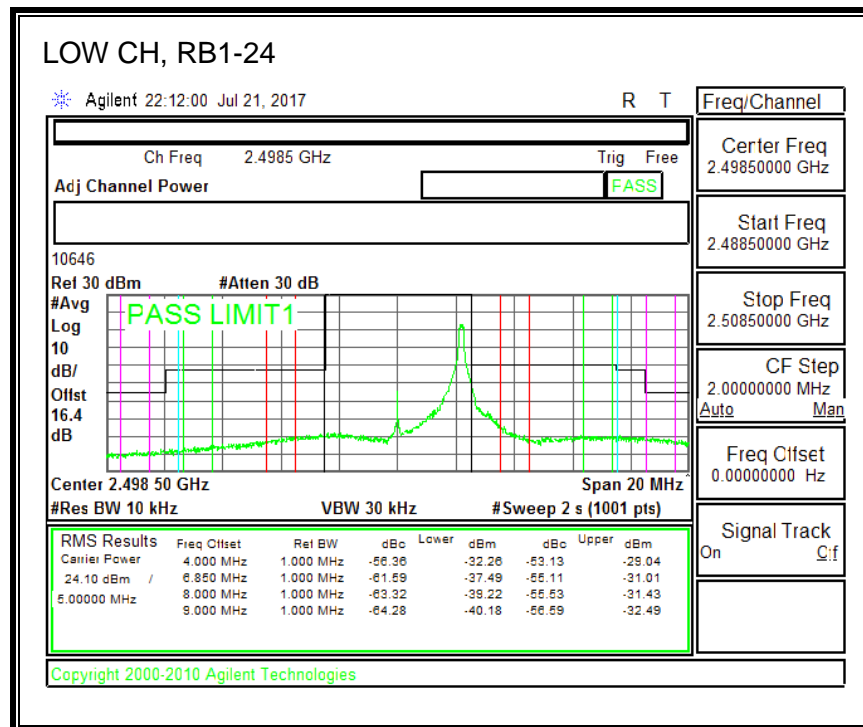 LOW CH, RB1-24
Agilent 22:12:00 Jul 21, 2017 R T Freq/Channel
Ch Freq 2.4985 GHz Trig Free
Adj Channel Power PASS
Center Freq
2.49850000 GHz
Start Freq
2.48850000 GHz
Stop Freq
2.50850000 GHz
CF Step
2.00000000 MHz
Auto Man
Freq Offset
0.00000000 Hz
Signal Track
On Off
10646
Ref 30 dBm #Atten 30 dB
#Avg
Log
10
dB/
Offst
16.4
dB
PASS LIMIT1
Center 2.498 50 GHz Span 20 MHz
#Res BW 10 kHz VBW 30 kHz #Sweep 2 s (1001 pts)
RMS Results Freq Offset Ref BW dBc Lower dBm dBc Upper dBm
Carrier Power 4.000 MHz 1.000 MHz -56.36 -32.26 -53.13 -29.04
24.10 dBm / 6.850 MHz 1.000 MHz -61.59 -37.49 -55.11 -31.01
5.00000 MHz 8.000 MHz 1.000 MHz -63.32 -39.22 -55.53 -31.43
9.000 MHz 1.000 MHz -64.28 -40.18 -56.59 -32.49
Copyright 2000-2010 Agilent Technologies